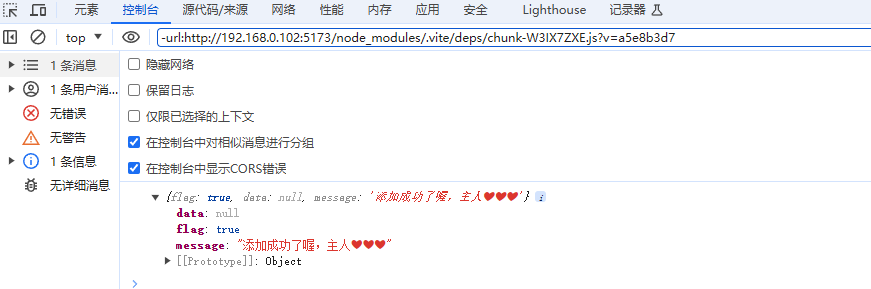 元素 控制台 源代码/来源 网络 性能 内存 应用 安全 Lighthouse 记录器
top ▼ -url:http://192.168.0.102:5173/node_modules/.vite/deps/chunk-W3IX7ZXE.js?v=a5e8b3d7
1 条消息
1 条用户消...
无错误
无警告
1 条信息
无详细消息
隐藏网络
保留日志
仅限已选择的上下文
在控制台中对相似消息进行分组
在控制台中显示CORS错误
▼ {flag: true, data: null, message: '添加成功了喔，主人❤❤❤'} i
data: null
flag: true
message: "添加成功了喔，主人❤❤❤"
▶ [[Prototype]]: Object
>